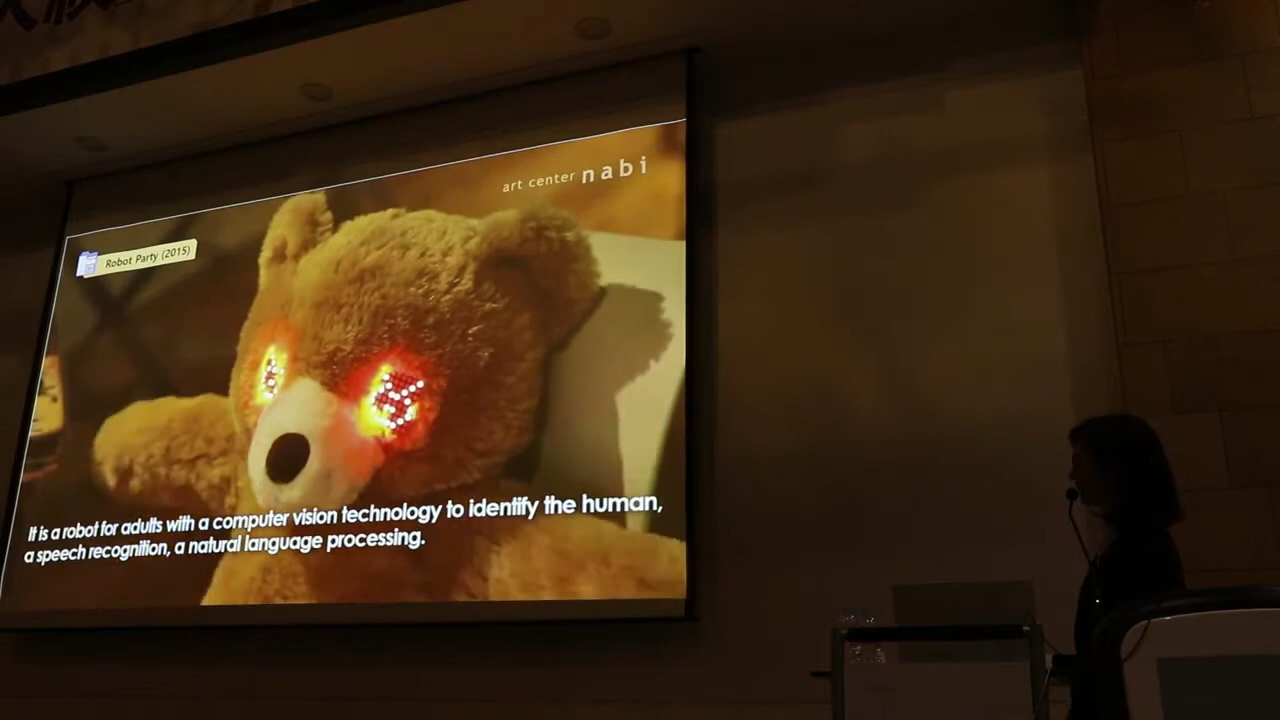 art center nabi
Robot Party (2015)
It is a robot for adults with a computer vision technology to identify the human,
a speech recognition, a natural language processing.